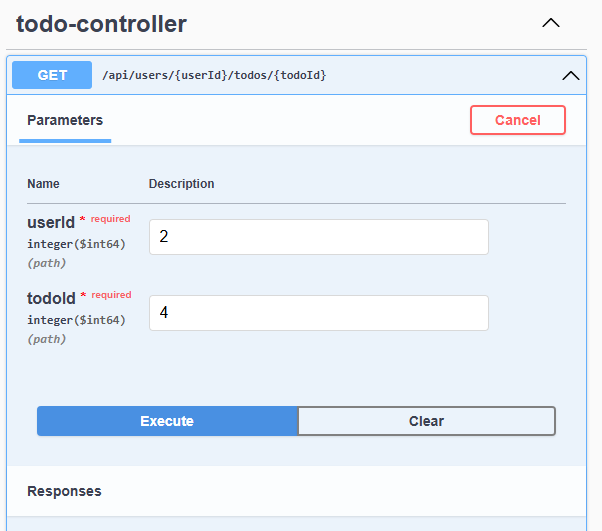 todo-controller
GET /api/users/{userId}/todos/{todoId}
Parameters Cancel
Name Description
userId * required
integer($int64)
(path)
2
todoId * required
integer($int64)
(path)
4
Execute Clear
Responses